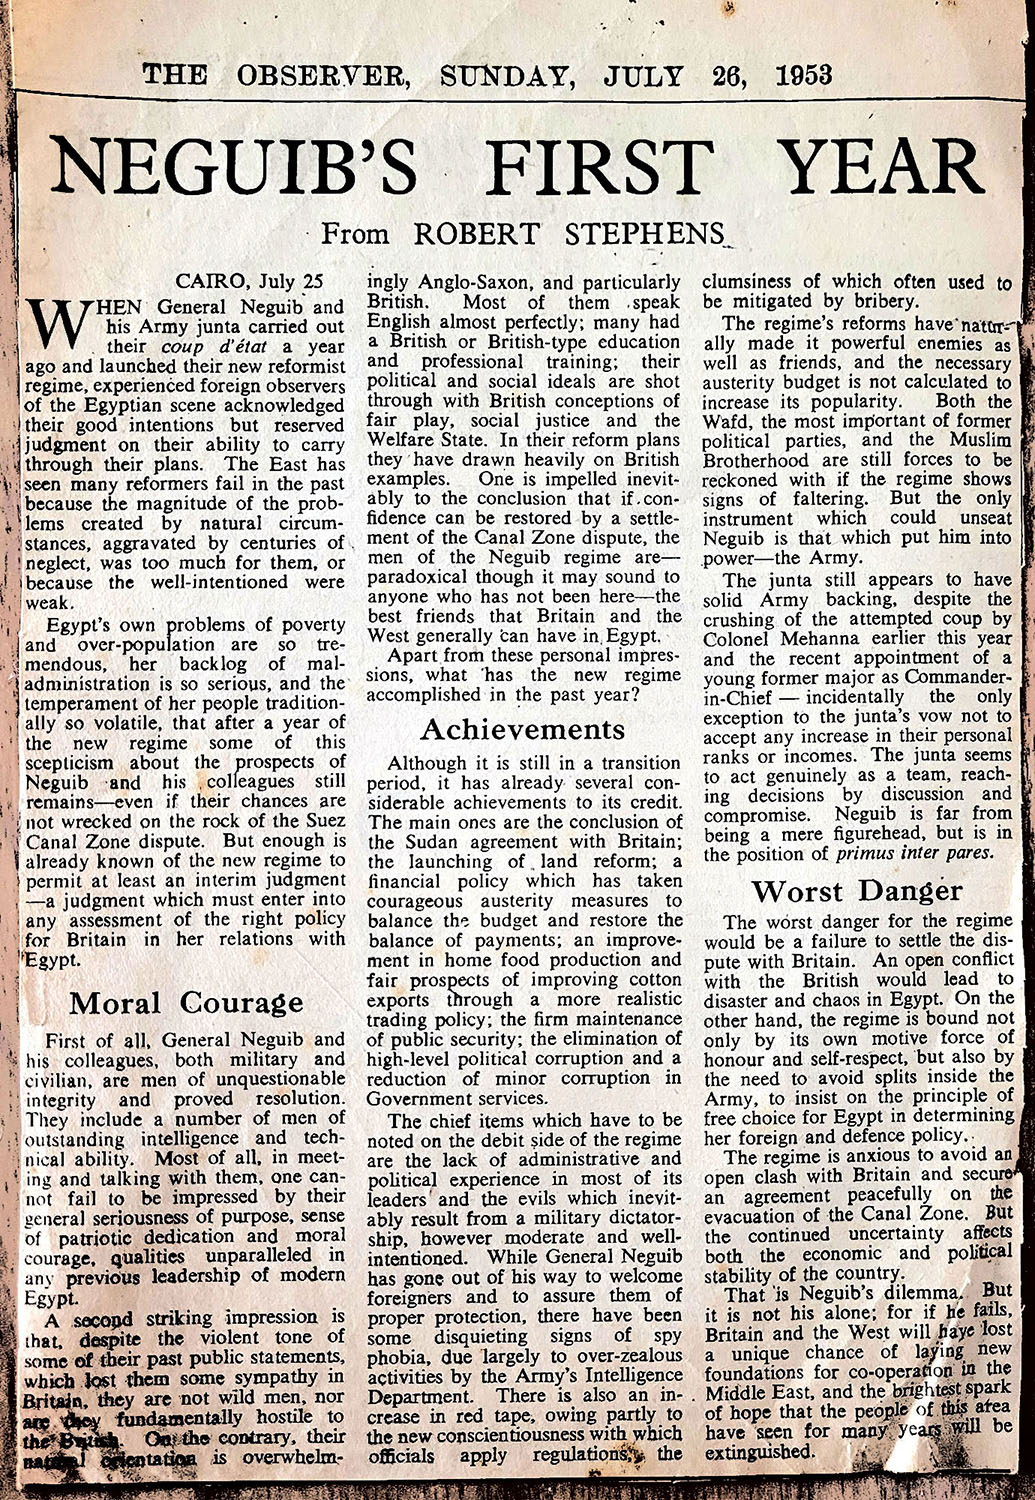 THE OBSERVER, SUNDAY, JULY 26, 1953
NEGUIB'S FIRST YEAR
From ROBERT STEPHENS
CAIRO, July 25
WHEN General Neguib and
his Army junta carried out
their coup d'état a year
ago and launched their new reformist
regime, experienced foreign observers
of the Egyptian scene acknowledged
their good intentions but reserved
judgment on their ability to carry
through their plans. The East has
seen many reformers fail in the past
because the magnitude of the prob-
lems created by natural circum-
stances, aggravated by centuries of
neglect, was too much for them, or
because the well-intentioned were
weak.
Egypt's own problems of poverty
and over-population are so tre-
mendous, her backlog of mal-
administration is so serious, and the
temperament of her people tradition-
ally so volatile, that after a year of
the new regime some of this
scepticism about the prospects of
Neguib and his colleagues still
remains—even if their chances are
not wrecked on the rock of the Suez
Canal Zone dispute. But enough is
already known of the new regime to
permit at least an interim judgment
—a judgment which must enter into
any assessment of the right policy
for Britain in her relations with
Egypt.
Moral Courage
First of all, General Neguib and
his colleagues, both military and
civilian, are men of unquestionable
integrity and proved resolution.
They include a number of men of
outstanding intelligence and tech-
nical ability. Most of all, in meet-
ing and talking with them, one can-
not fail to be impressed by their
general seriousness of purpose, sense
of patriotic dedication and moral
courage, qualities unparalleled in
any previous leadership of modern
Egypt.
A second striking impression is
that, despite the violent tone of
some of their past public statements,
which lost them some sympathy in
Britain, they are not wild men, nor
are they fundamentally hostile to
the British. On the contrary, their
natural orientation is overwhelm-
ingly Anglo-Saxon, and particularly
British. Most of them speak
English almost perfectly; many had
a British or British-type education
and professional training; their
political and social ideals are shot
through with British conceptions of
fair play, social justice and the
Welfare State. In their reform plans
they have drawn heavily on British
examples. One is impelled inevit-
ably to the conclusion that if con-
fidence can be restored by a settle-
ment of the Canal Zone dispute, the
men of the Neguib regime are—
paradoxical though it may sound to
anyone who has not been here—the
best friends that Britain and the
West generally can have in Egypt.
Apart from these personal impres-
sions, what has the new regime
accomplished in the past year?
Achievements
Although it is still in a transition
period, it has already several con-
siderable achievements to its credit.
The main ones are the conclusion of
the Sudan agreement with Britain;
the launching of land reform; a
financial policy which has taken
courageous austerity measures to
balance the budget and restore the
balance of payments; an improve-
ment in home food production and
fair prospects of improving cotton
exports through a more realistic
trading policy; the firm maintenance
of public security; the elimination of
high-level political corruption and a
reduction of minor corruption in
Government services.
The chief items which have to be
noted on the debit side of the regime
are the lack of administrative and
political experience in most of its
leaders and the evils which inevit-
ably result from a military dictator-
ship, however moderate and well-
intentioned. While General Neguib
has gone out of his way to welcome
foreigners and to assure them of
proper protection, there have been
some disquieting signs of spy
phobia, due largely to over-zealous
activities by the Army's Intelligence
Department. There is also an in-
crease in red tape, owing partly to
the new conscientiousness with which
officials apply regulations, the
clumsiness of which often used to
be mitigated by bribery.
The regime's reforms have natur-
ally made it powerful enemies as
well as friends, and the necessary
austerity budget is not calculated to
increase its popularity. Both the
Wafd, the most important of former
political parties, and the Muslim
Brotherhood are still forces to be
reckoned with if the regime shows
signs of faltering. But the only
instrument which could unseat
Neguib is that which put him into
power—the Army.
The junta still appears to have
solid Army backing, despite the
crushing of the attempted coup by
Colonel Mehanna earlier this year
and the recent appointment of a
young former major as Commander-
in-Chief — incidentally the only
exception to the junta's vow not to
accept any increase in their personal
ranks or incomes. The junta seems
to act genuinely as a team, reach-
ing decisions by discussion and
compromise. Neguib is far from
being a mere figurehead, but is in
the position of primus inter pares.
Worst Danger
The worst danger for the regime
would be a failure to settle the dis-
pute with Britain. An open conflict
with the British would lead to
disaster and chaos in Egypt. On the
other hand, the regime is bound not
only by its own motive force of
honour and self-respect, but also by
the need to avoid splits inside the
Army, to insist on the principle of
free choice for Egypt in determining
her foreign and defence policy.
The regime is anxious to avoid an
open clash with Britain and secure
an agreement peacefully on the
evacuation of the Canal Zone. But
the continued uncertainty affects
both the economic and political
stability of the country.
That is Neguib's dilemma. But
it is not his alone; for if he fails,
Britain and the West will have lost
a unique chance of laying new
foundations for co-operation in the
Middle East, and the brightest spark
of hope that the people of this area
have seen for many years will be
extinguished.